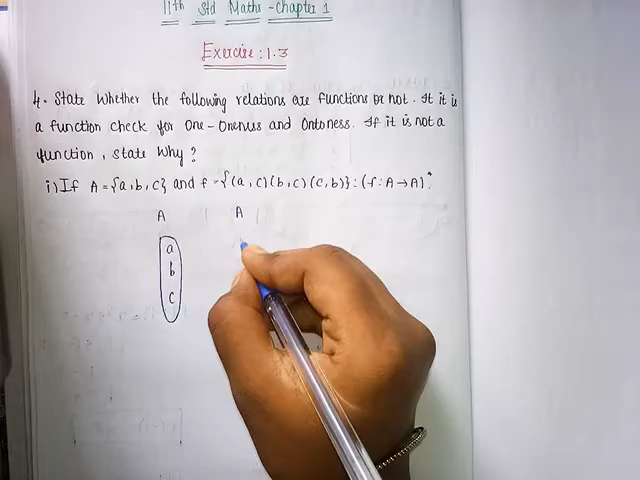 11th Std Maths - Chapter 1
Exercise : 1.3
4. State whether the following relations are functions or not. If it is
a function check for One-Oneness and Ontoness. If it is not a
function, state why?
i) If A = {a, b, c} and f = {(a, c)(b, c)(c, b)} : (f : A → A)
A A
a
b
c